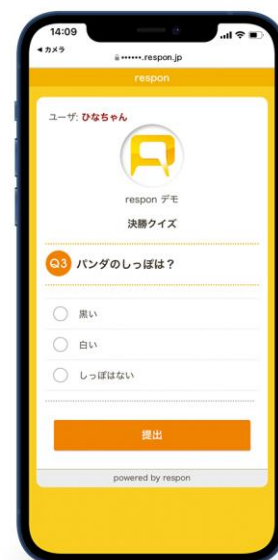 14:09
◀ カメラ
••••••.respon.jp
respon
ユーザ: ひなちゃん
respon デモ
決勝クイズ
Q3 パンダのしっぽは？
黒い
白い
しっぽはない
提出
powered by respon